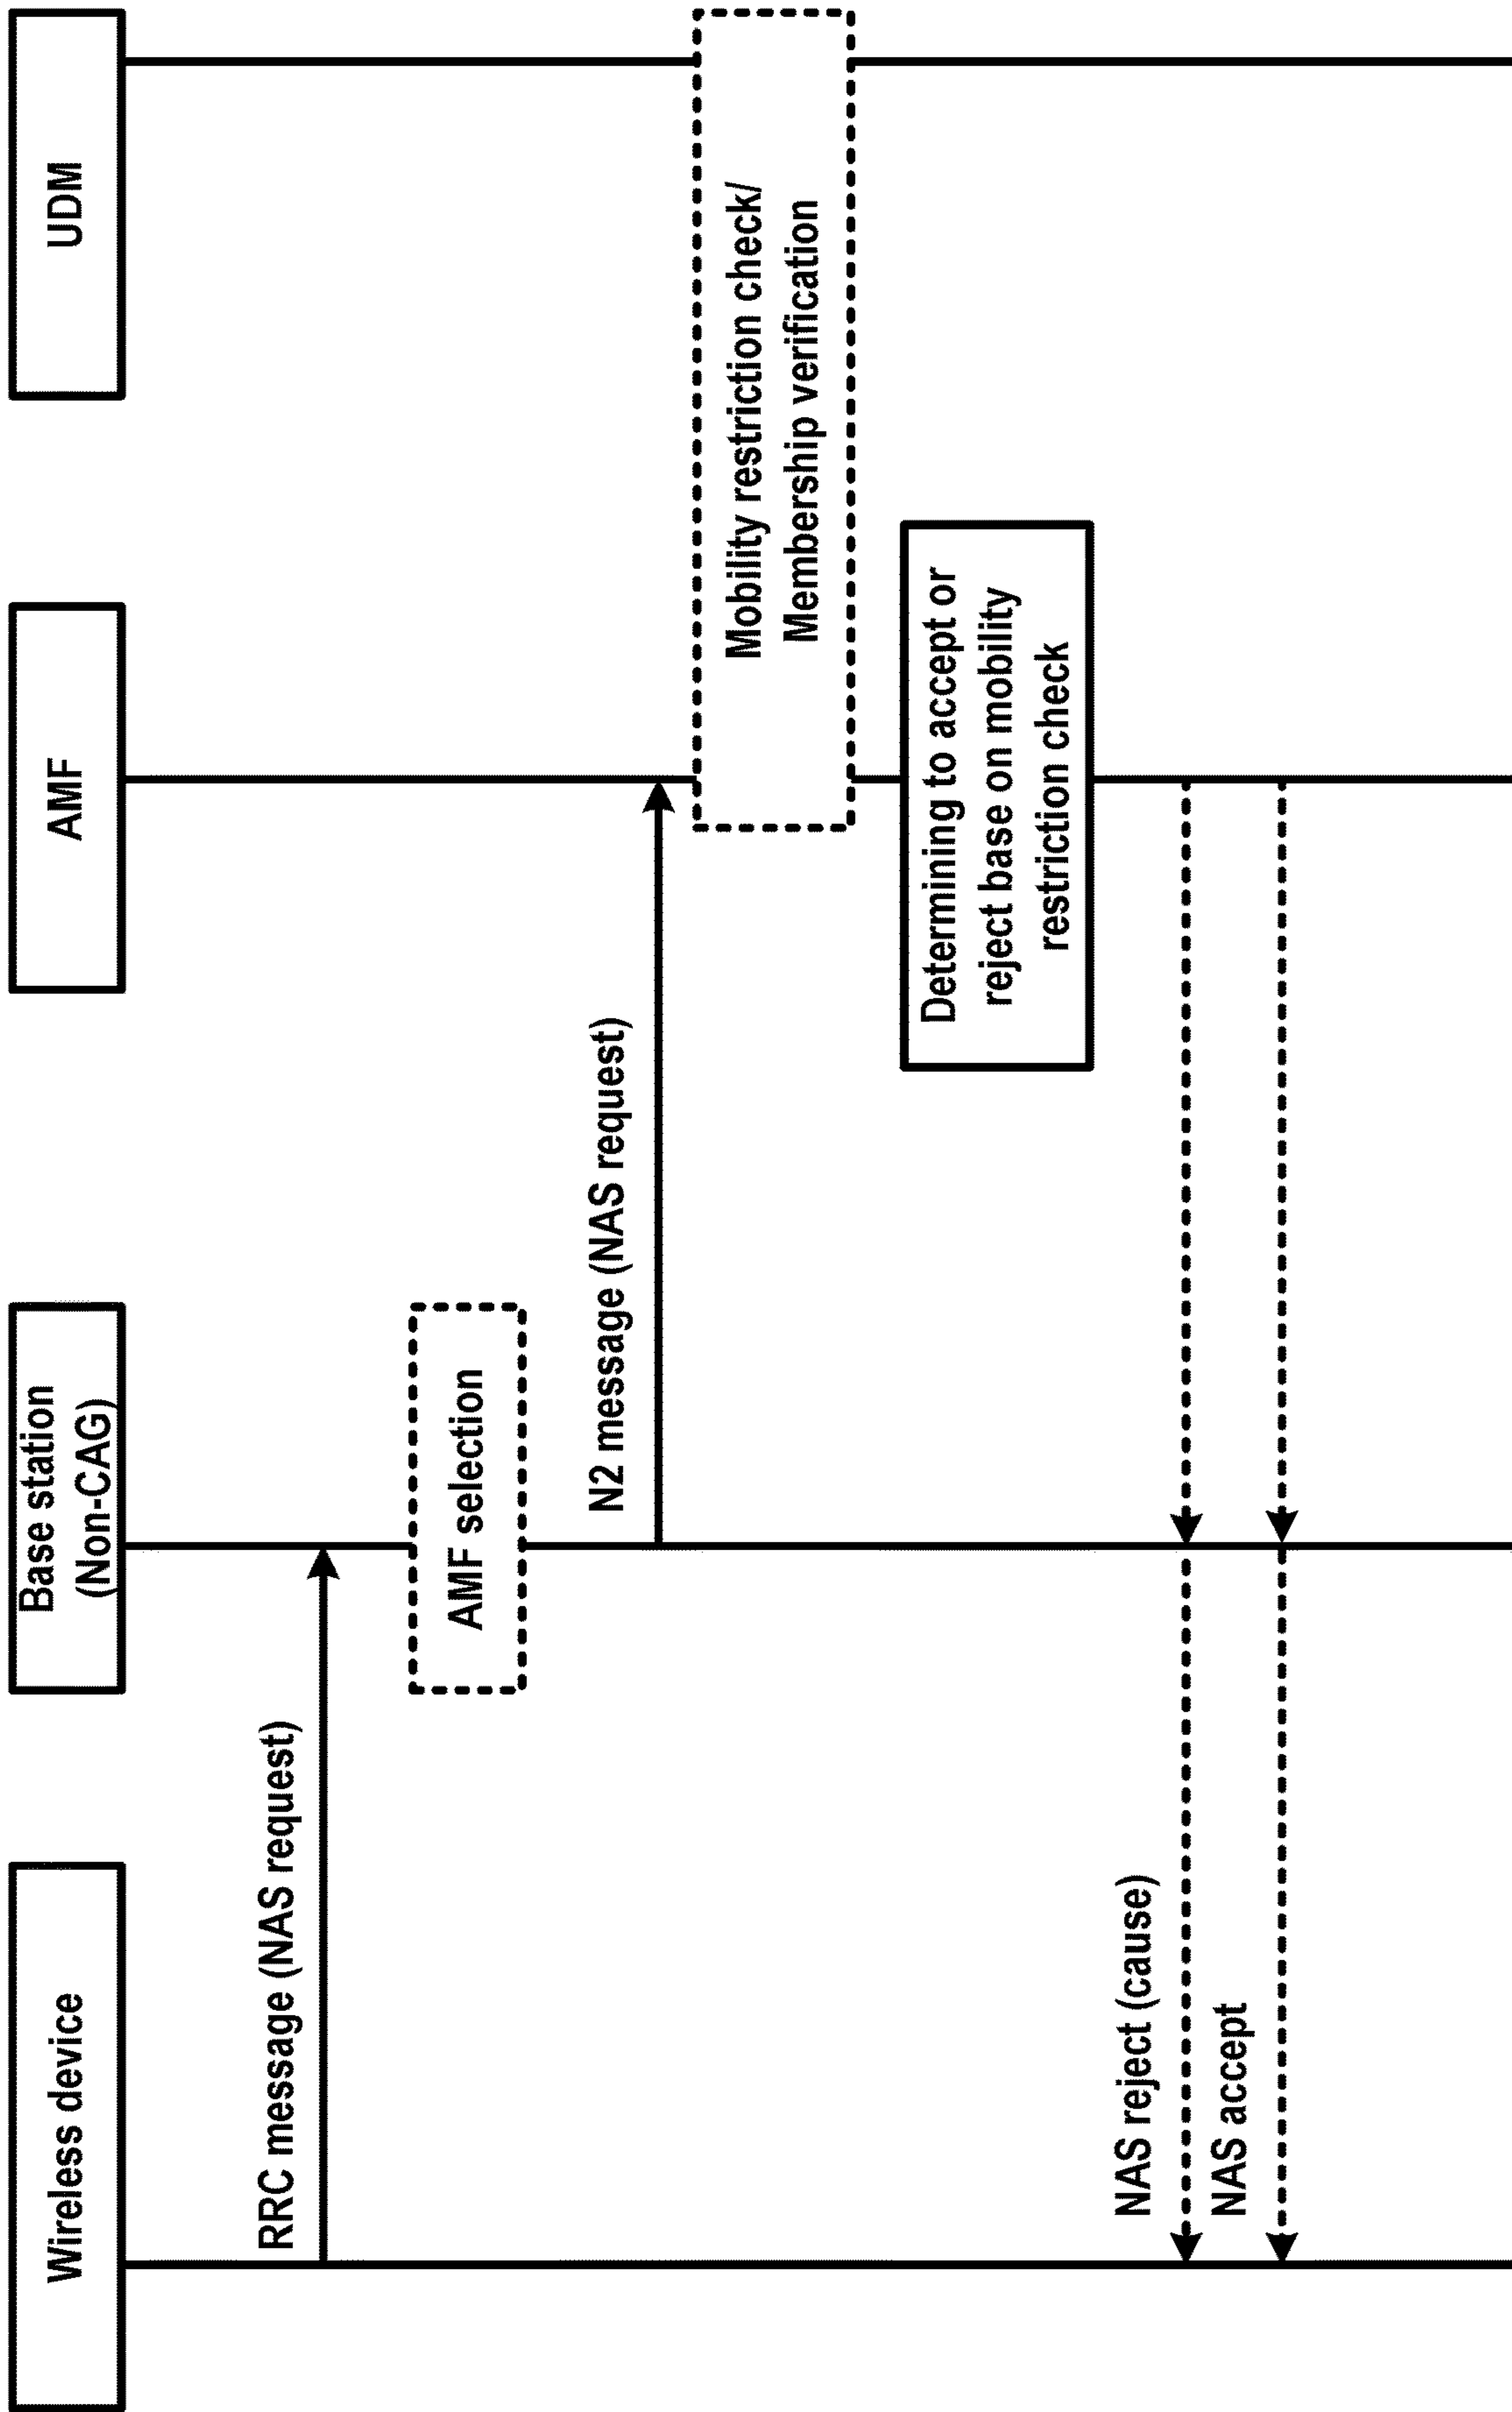 Wireless device
Base station
(Non-CAG)
AMF
UDM
RRC message (NAS request)
AMF selection
N2 message (NAS request)
Mobility restriction check/
Membership verification
Determining to accept or
reject base on mobility
restriction check
NAS reject (cause)
NAS accept